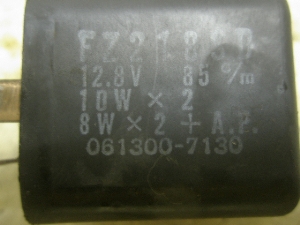 12.8V 85 c/m
10W × 2
8W × 2 + A.P.
061300-7130